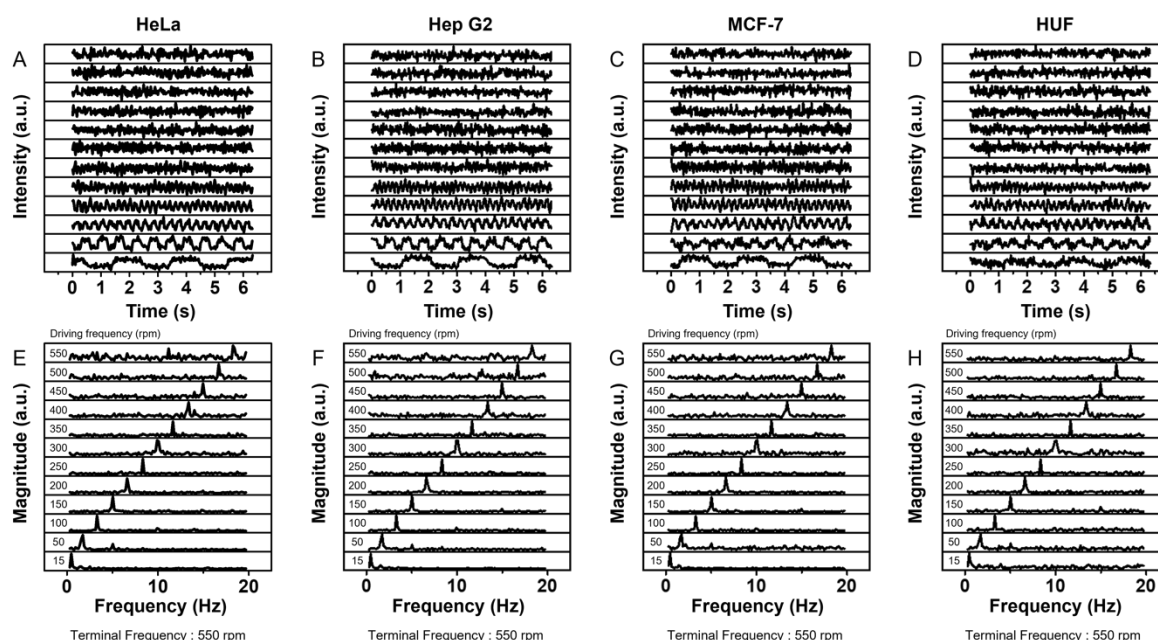 HeLa Hep G2 MCF-7 HUF
A B C D
Intensity (a.u.) Intensity (a.u.) Intensity (a.u.) Intensity (a.u.)
0 1 2 3 4 5 6 0 1 2 3 4 5 6 0 1 2 3 4 5 6 0 1 2 3 4 5 6
Time (s) Time (s) Time (s) Time (s)
Driving frequency (rpm) Driving frequency (rpm) Driving frequency (rpm) Driving frequency (rpm)
E F G H
550 550 550 550
500 500 500 500
450 450 450 450
400 400 400 400
350 350 350 350
300 300 300 300
250 250 250 250
200 200 200 200
150 150 150 150
100 100 100 100
50 50 50 50
15 15 15 15
Magnitude (a.u.) Magnitude (a.u.) Magnitude (a.u.) Magnitude (a.u.)
0 10 20 0 10 20 0 10 20 0 10 20
Frequency (Hz) Frequency (Hz) Frequency (Hz) Frequency (Hz)
Terminal Frequency : 550 rpm Terminal Frequency : 550 rpm Terminal Frequency : 550 rpm Terminal Frequency : 550 rpm